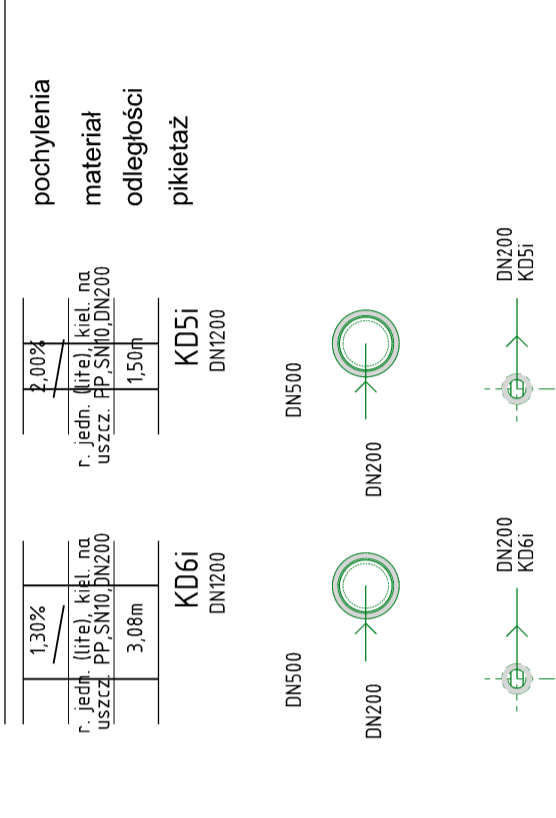 pochylenia
materiał
odległości
pikietaż
2,00%
r. jedn. (lite), kiel. na
uszcz. PP,SN10,DN200
1,50m
KD5i
DN1200
1,30%
r. jedn. (lite), kiel. na
uszcz. PP,SN10,DN200
3,08m
KD6i
DN1200
DN500
DN200
DN500
DN200
DN200
KD5i
DN200
KD6i